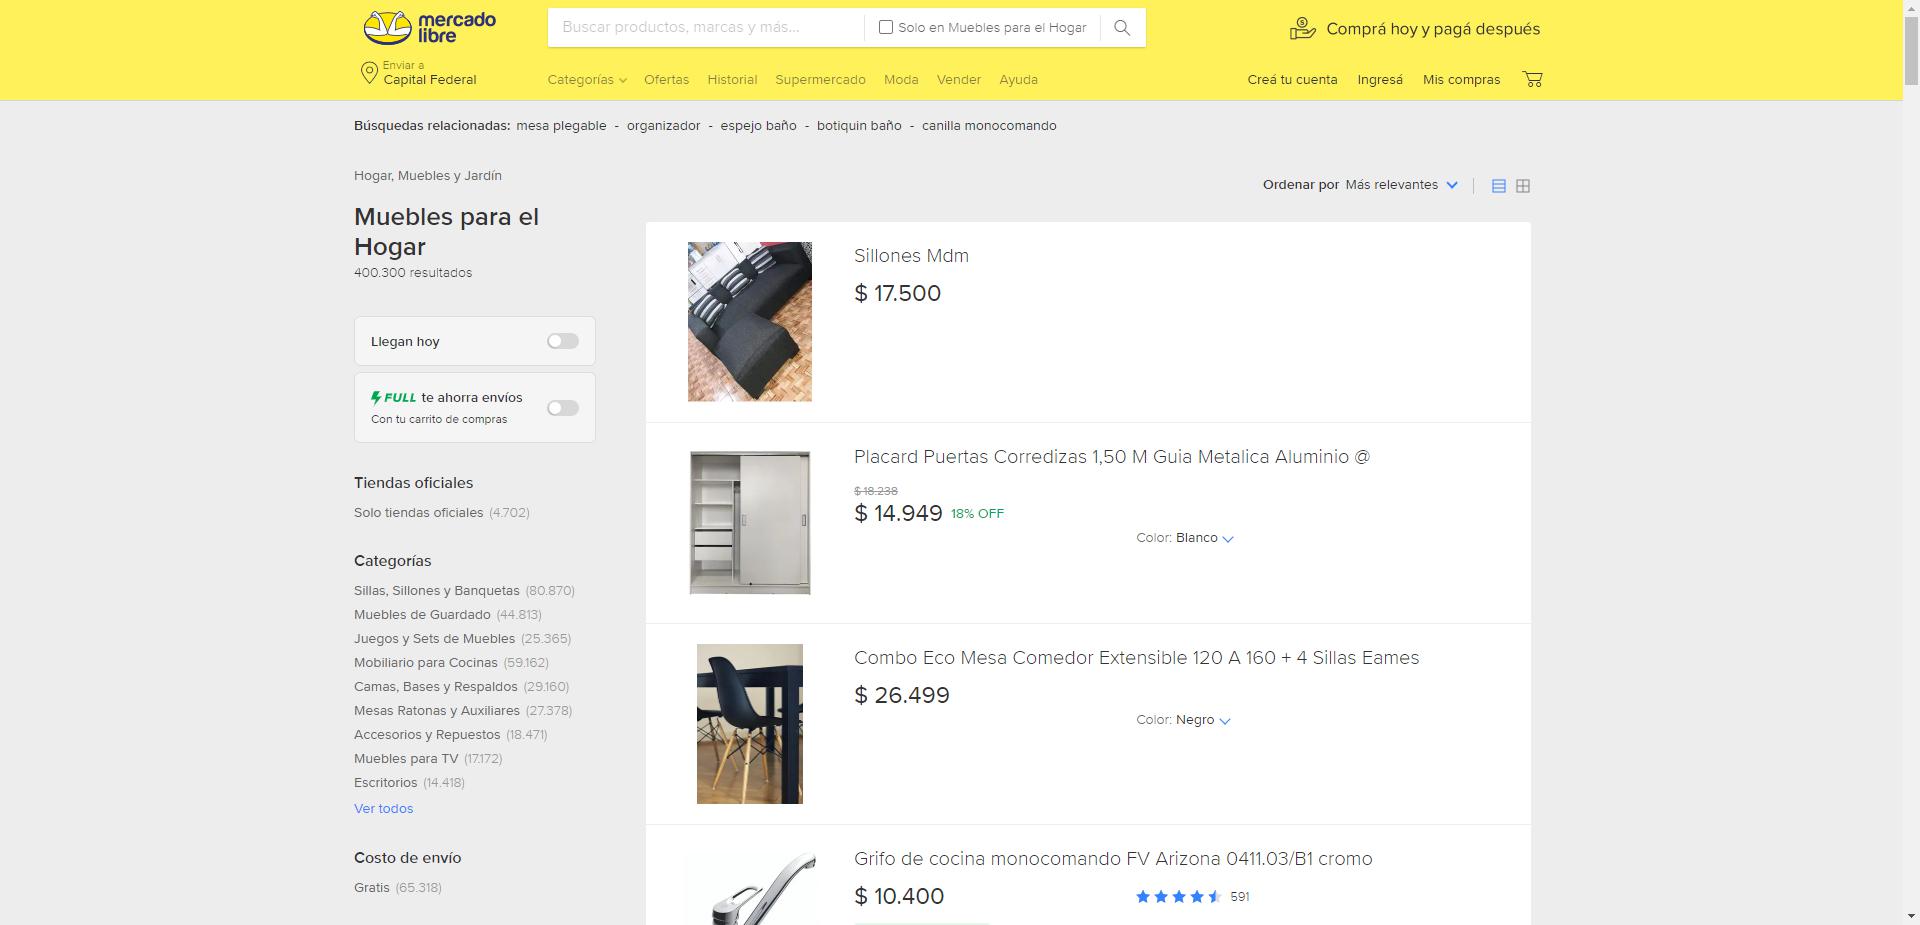 mercado
libre
Buscar productos, marcas y más...
Solo en Muebles para el Hogar
Comprá hoy y pagá después
Enviar a
Capital Federal
Categorías Ofertas Historial Supermercado Moda Vender Ayuda
Creá tu cuenta Ingresá Mis compras
Búsquedas relacionadas: mesa plegable - organizador - espejo baño - botiquin baño - canilla monocomando
Hogar, Muebles y Jardín
Ordenar por Más relevantes
Muebles para el
Hogar
400.300 resultados
Llegan hoy
FULL te ahorra envíos
Con tu carrito de compras
Tiendas oficiales
Solo tiendas oficiales (4.702)
Categorías
Sillas, Sillones y Banquetas (80.870)
Muebles de Guardado (44.813)
Juegos y Sets de Muebles (25.365)
Mobiliario para Cocinas (59.162)
Camas, Bases y Respaldos (29.160)
Mesas Ratonas y Auxiliares (27.378)
Accesorios y Repuestos (18.471)
Muebles para TV (17.172)
Escritorios (14.418)
Ver todos
Costo de envío
Gratis (65.318)
Sillones Mdm
$ 17.500
Placard Puertas Corredizas 1,50 M Guia Metalica Aluminio @
$ 18.238
$ 14.949 18% OFF
Color: Blanco
Combo Eco Mesa Comedor Extensible 120 A 160 + 4 Sillas Eames
$ 26.499
Color: Negro
Grifo de cocina monocomando FV Arizona 0411.03/B1 cromo
$ 10.400
591